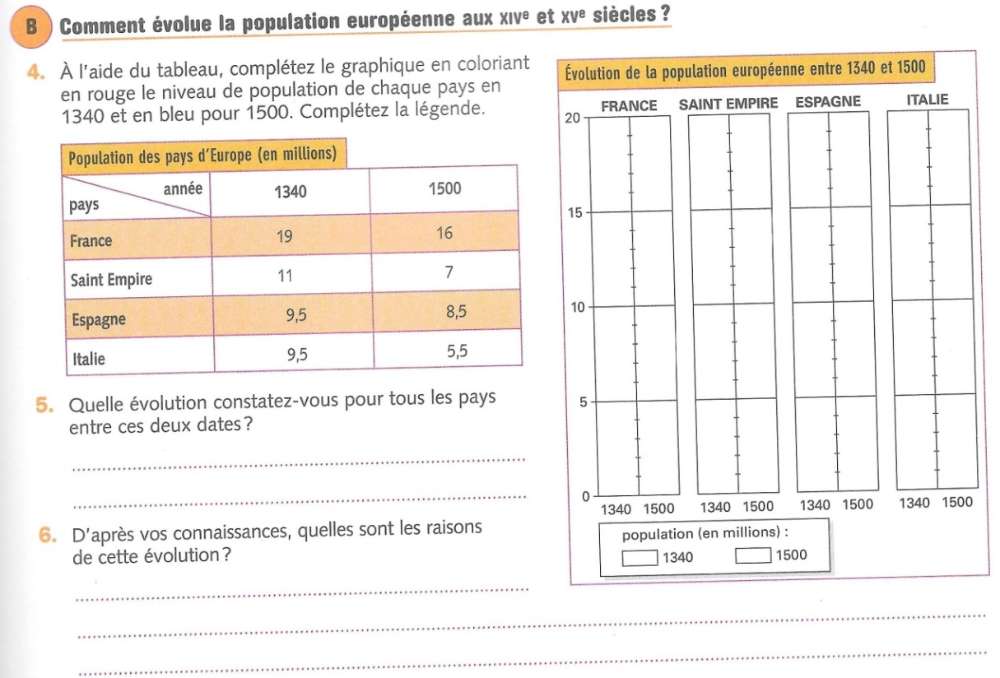 B Comment évolue la population européenne aux XIVe et XVe siècles ?
4. À l'aide du tableau, complétez le graphique en coloriant
en rouge le niveau de population de chaque pays en
1340 et en bleu pour 1500. Complétez la légende.
Population des pays d'Europe (en millions)
année 1340 1500
pays
France 19 16
Saint Empire 11 7
Espagne 9,5 8,5
Italie 9,5 5,5
5. Quelle évolution constatez-vous pour tous les pays
entre ces deux dates ?
6. D'après vos connaissances, quelles sont les raisons
de cette évolution ?
Évolution de la population européenne entre 1340 et 1500
FRANCE SAINT EMPIRE ESPAGNE ITALIE
20
15
10
5
0
1340 1500 1340 1500 1340 1500 1340 1500
population (en millions) :
1340 1500